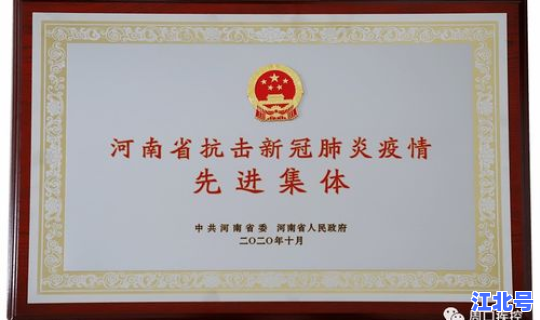 河南省抗击新冠肺炎疫情
先进集体
中共河南省委 河南省人民政府
二〇二〇年十月
江北号